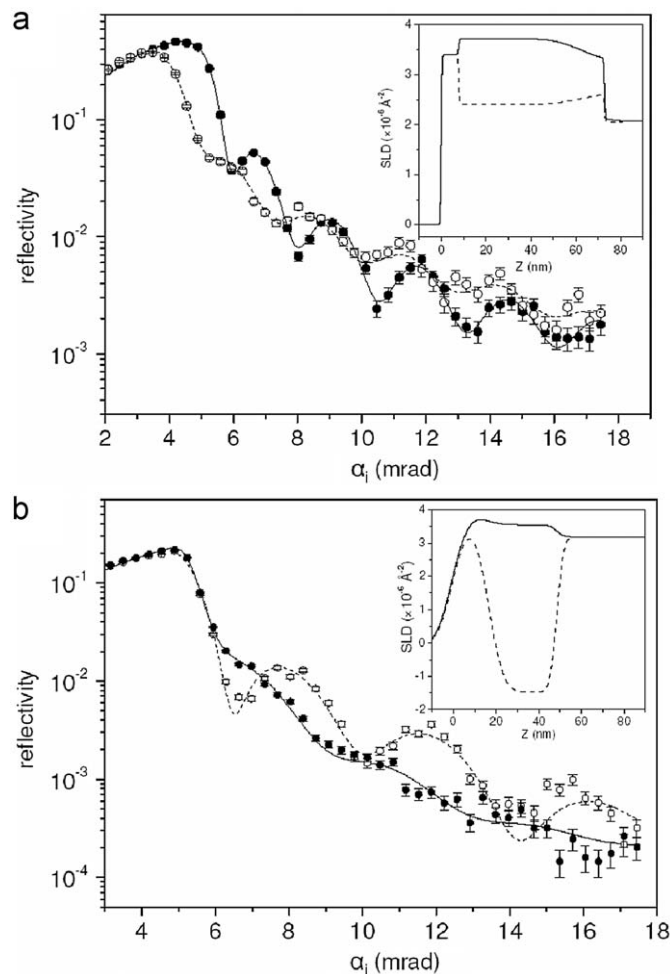 a
reflectivity
10⁻¹
10⁻²
10⁻³
2 4 6 8 10 12 14 16 18
αᵢ (mrad)
SLD (×10⁻⁶ Å⁻²)
4
3
2
1
0
0 20 40 60 80
Z (nm)
b
reflectivity
10⁻¹
10⁻²
10⁻³
10⁻⁴
4 6 8 10 12 14 16 18
αᵢ (mrad)
SLD (×10⁻⁶ Å⁻²)
4
3
2
1
0
-1
-2
0 20 40 60 80
Z (nm)